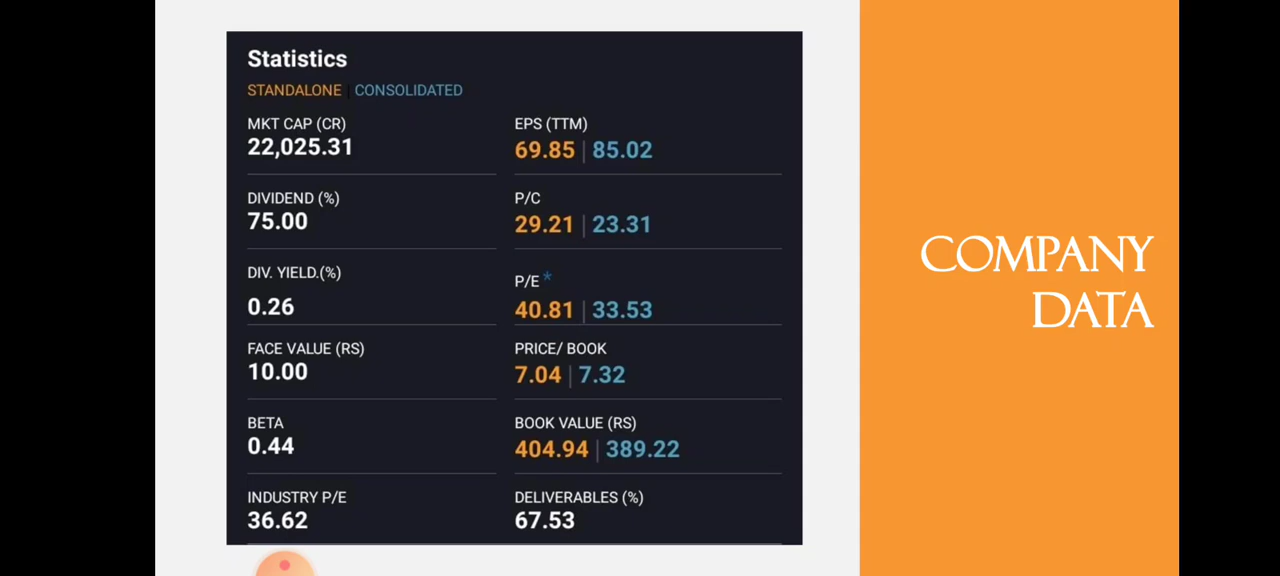 Statistics
STANDALONE | CONSOLIDATED
MKT CAP (CR)
22,025.31
EPS (TTM)
69.85 | 85.02
DIVIDEND (%)
75.00
P/C
29.21 | 23.31
DIV. YIELD.(%)
0.26
P/E *
40.81 | 33.53
FACE VALUE (RS)
10.00
PRICE/ BOOK
7.04 | 7.32
BETA
0.44
BOOK VALUE (RS)
404.94 | 389.22
INDUSTRY P/E
36.62
DELIVERABLES (%)
67.53
COMPANY
DATA